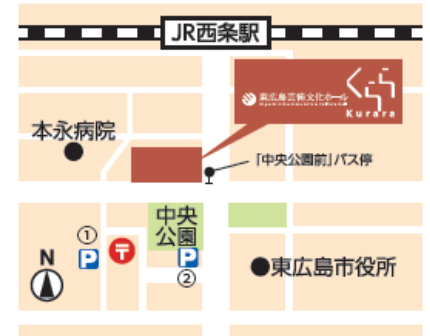 JR西条駅
東広島芸術文化ホール
くらら
Kurara
本永病院
「中央公園前」バス停
中央
公園
①
P
〒
P
②
N
東広島市役所